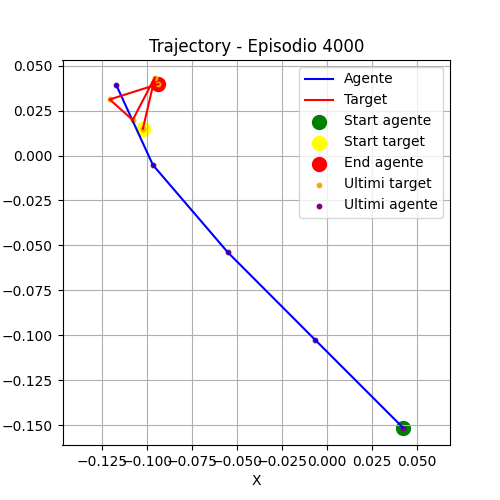 Trajectory - Episodio 4000
0.050
0.025
0.000
−0.025
−0.050
−0.075
−0.100
−0.125
−0.150
Agente
Target
Start agente
Start target
End agente
Ultimi target
Ultimi agente
−0.125 −0.100 −0.075 −0.050 −0.025 0.000 0.025 0.050
X